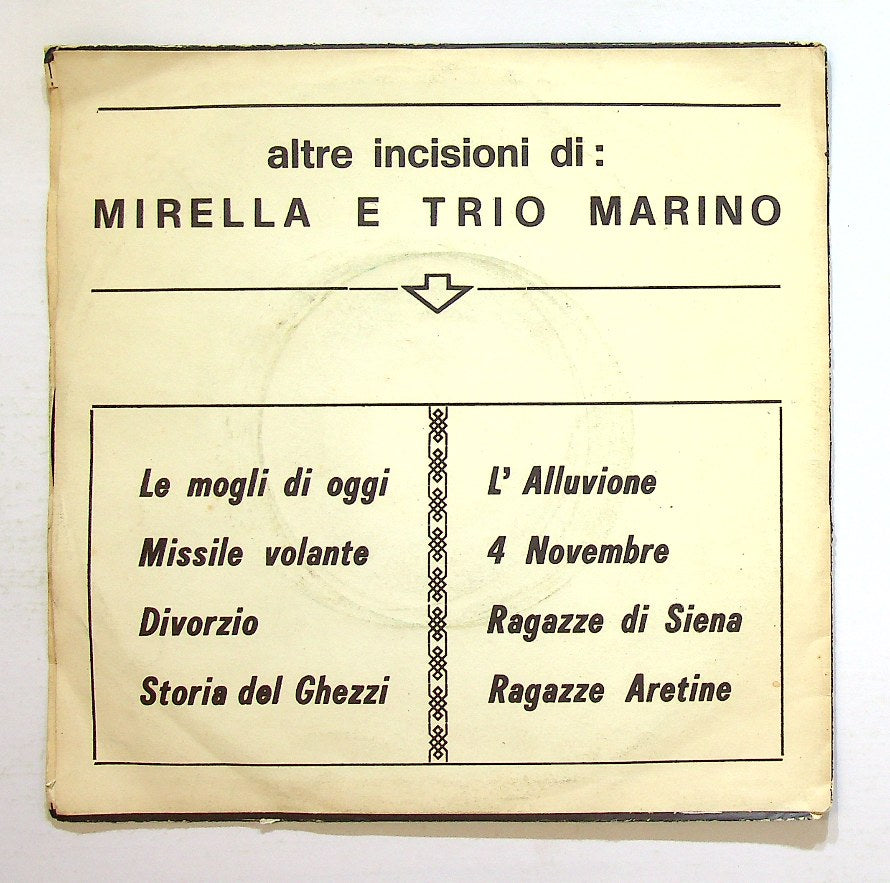 altre incisioni di:
MIRELLA E TRIO MARINO
Le mogli di oggi
Missile volante
Divorzio
Storia del Ghezzi
L' Alluvione
4 Novembre
Ragazze di Siena
Ragazze Aretine